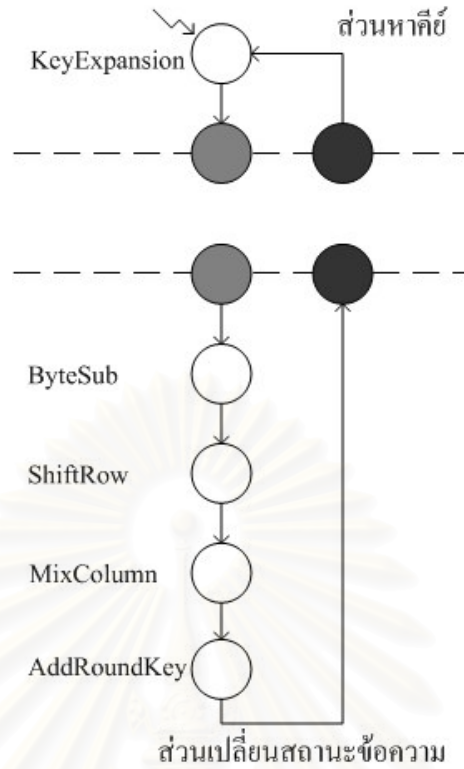 ส่วนหาคีย์
KeyExpansion
ByteSub
ShiftRow
MixColumn
AddRoundKey
ส่วนเปลี่ยนสถานะข้อความ